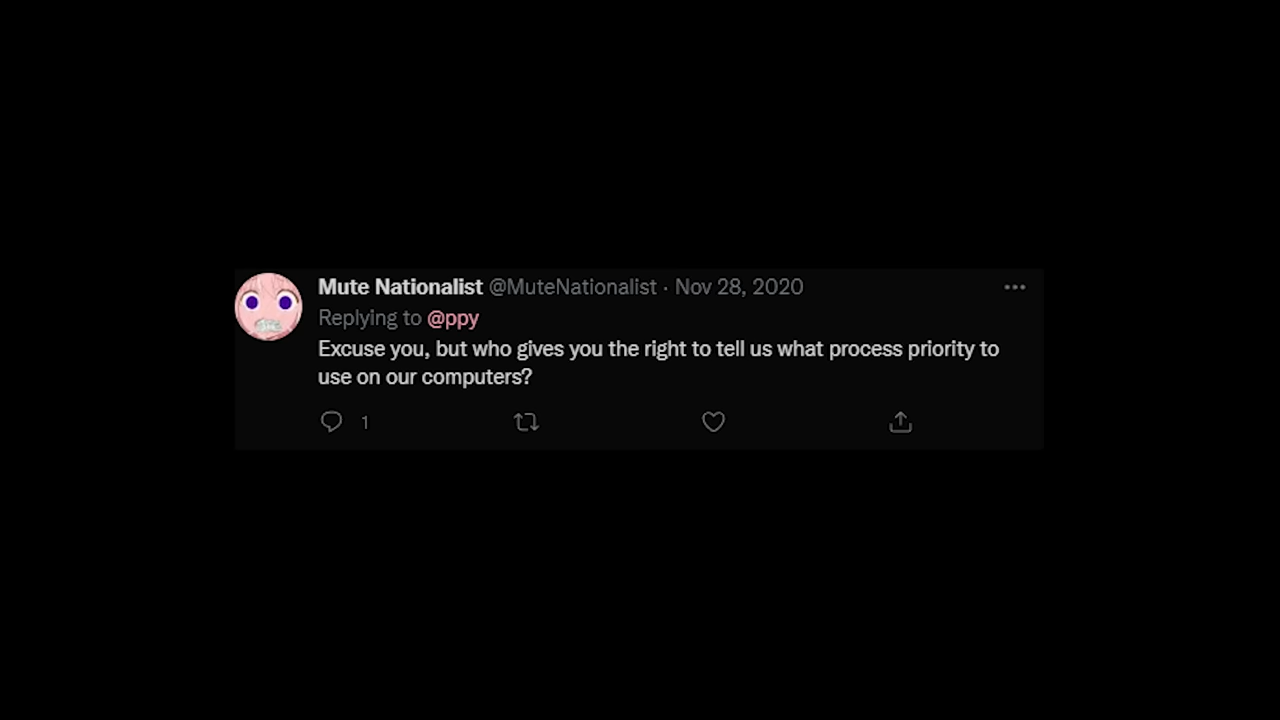 Mute Nationalist @MuteNationalist · Nov 28, 2020
Replying to @ppy
Excuse you, but who gives you the right to tell us what process priority to
use on our computers?
1